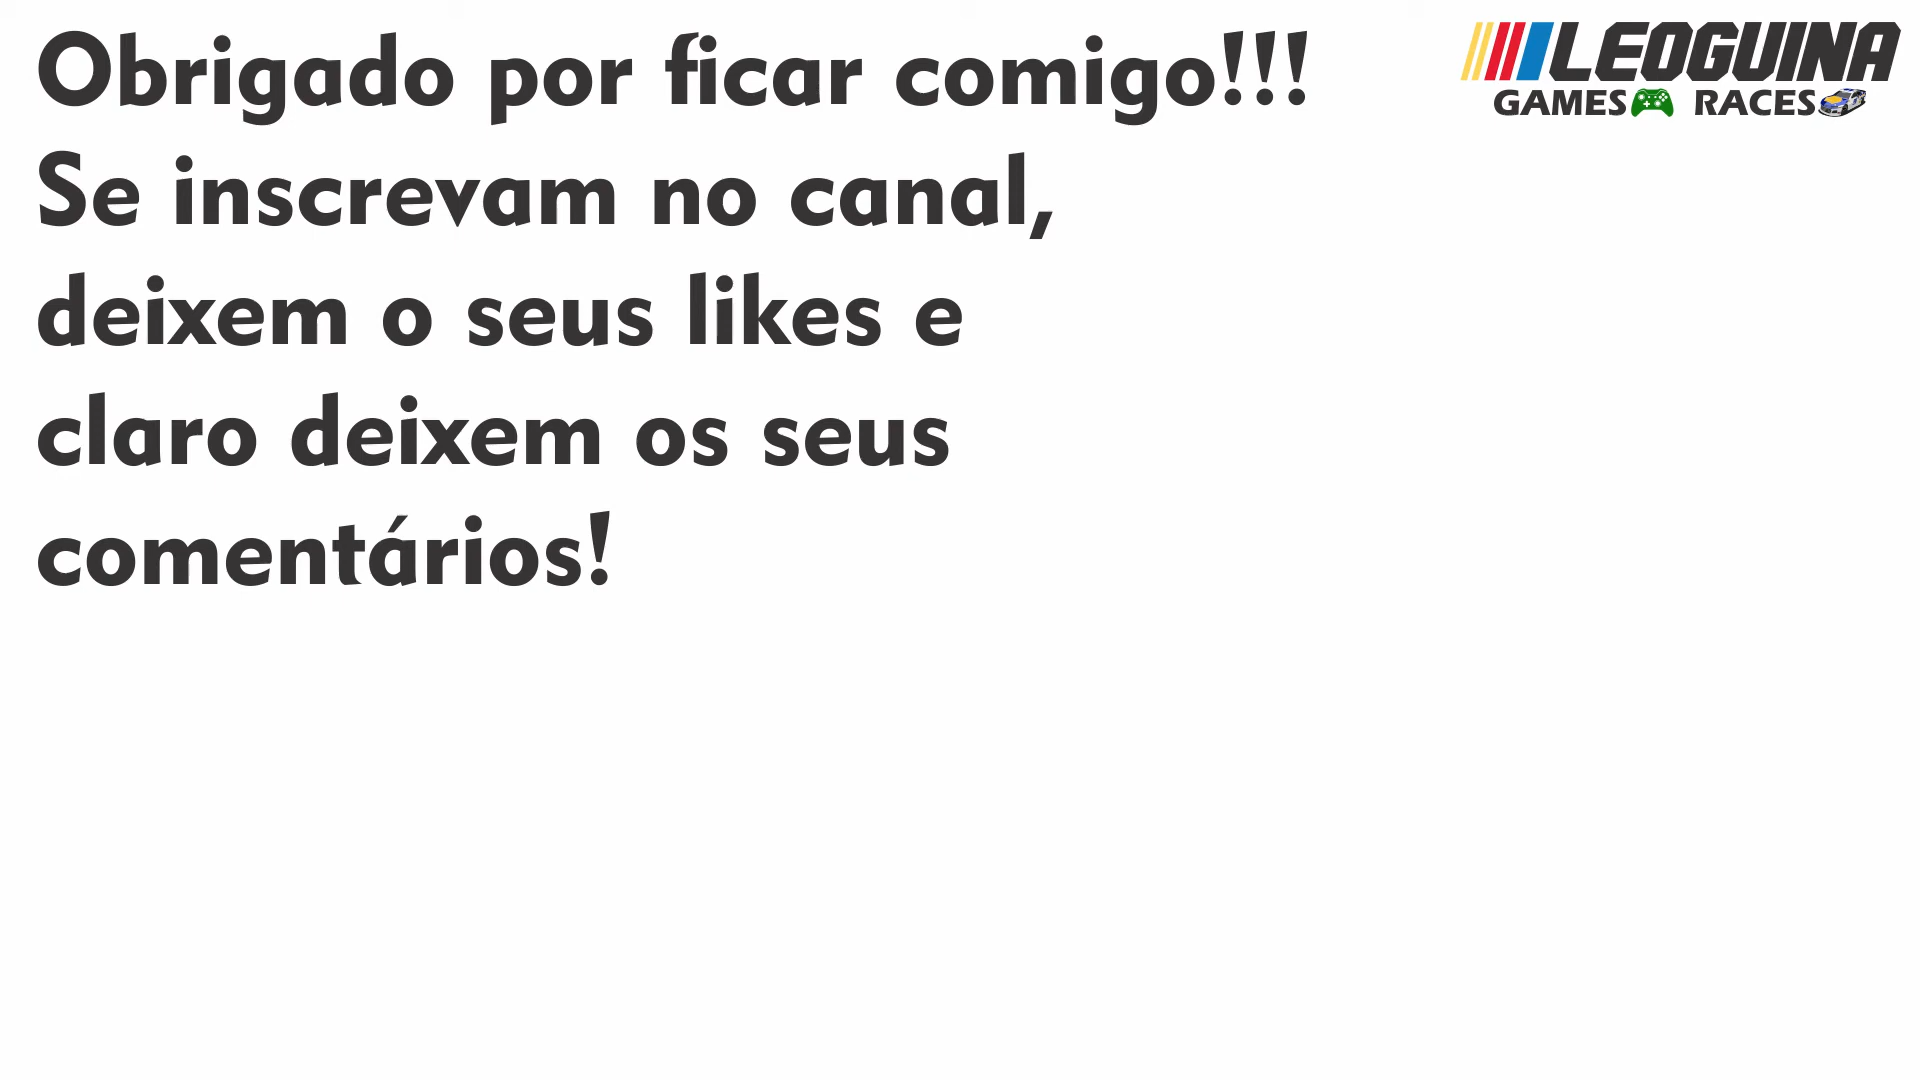 Obrigado por ficar comigo!!!
Se inscrevam no canal,
deixem o seus likes e
claro deixem os seus
comentários!
LEOGUINA
GAMES RACES